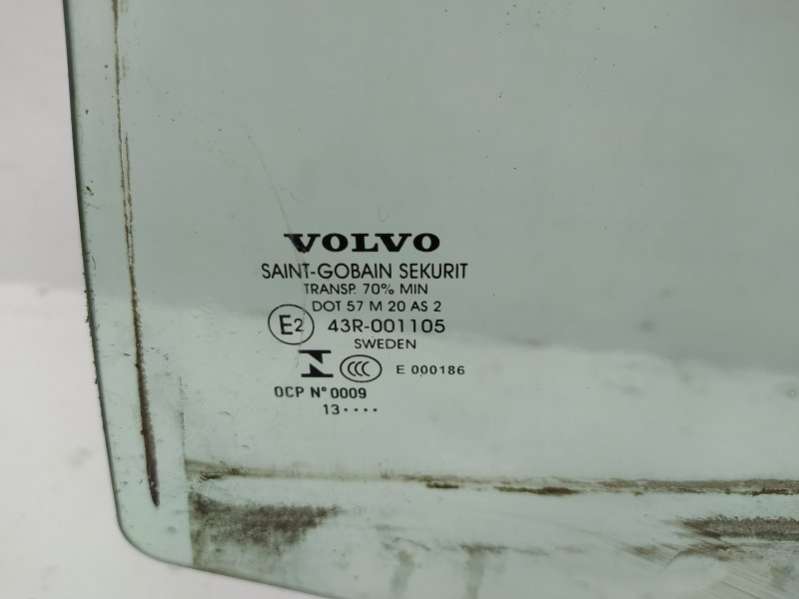 VOLVO
SAINT-GOBAIN SEKURIT
TRANSP. 70% MIN
DOT 57 M 20 AS 2
E2 43R-001105
SWEDEN
N CCC E 000186
OCP N° 0009
13····